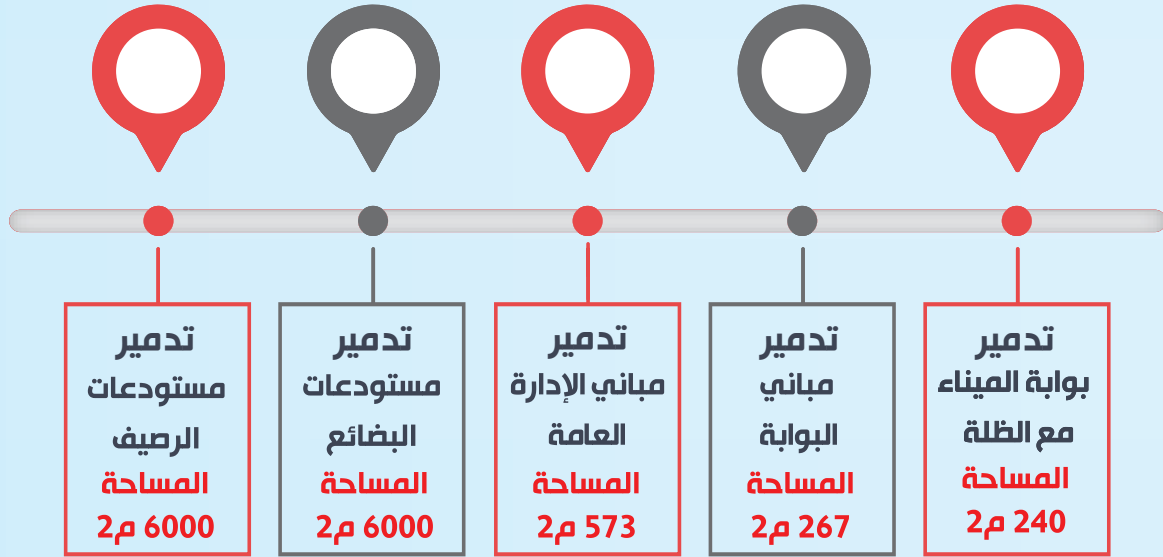 تدمير
بوابة الميناء
مع الظلة
المساحة
240 م2
تدمير
مباني
البوابة
المساحة
267 م2
تدمير
مباني الإدارة
العامة
المساحة
573 م2
تدمير
مستودعات
البضائع
المساحة
6000 م2
تدمير
مستودعات
الرصيف
المساحة
6000 م2